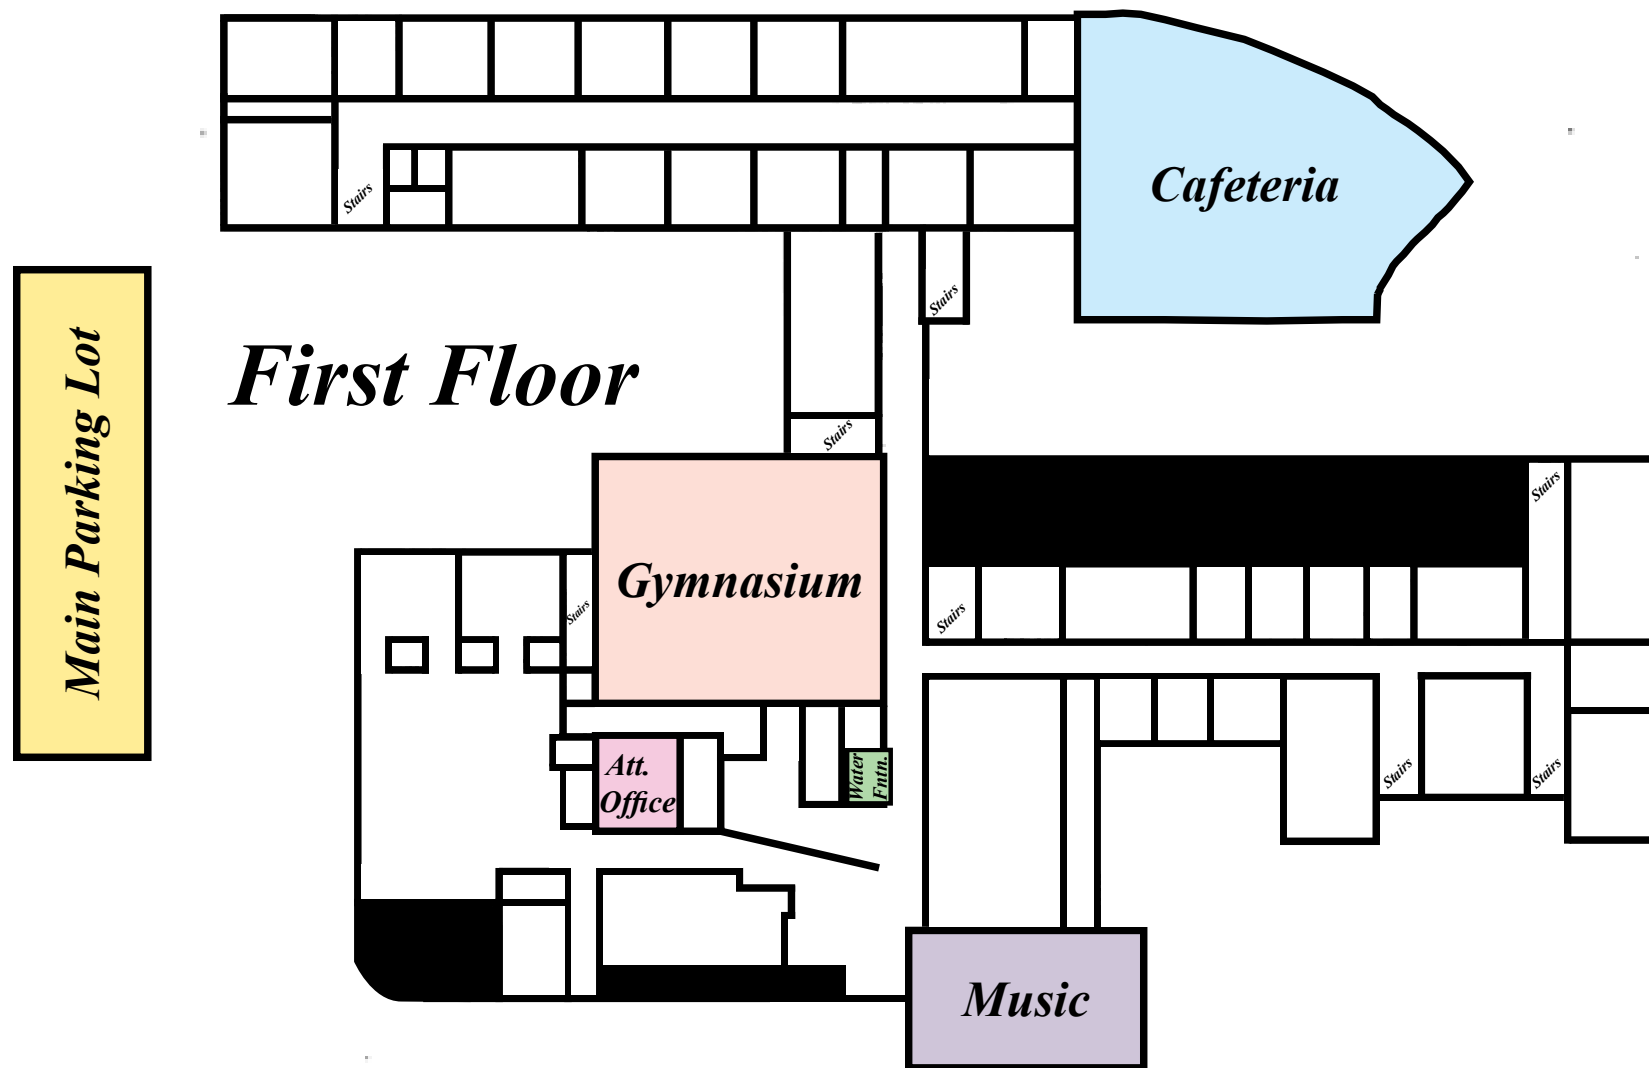 Cafeteria
Stairs
Stairs
Main Parking Lot
First Floor
Stairs
Stairs
Gymnasium
Stairs
Stairs
Att.
Office
Water
Fntn.
Stairs
Stairs
Music